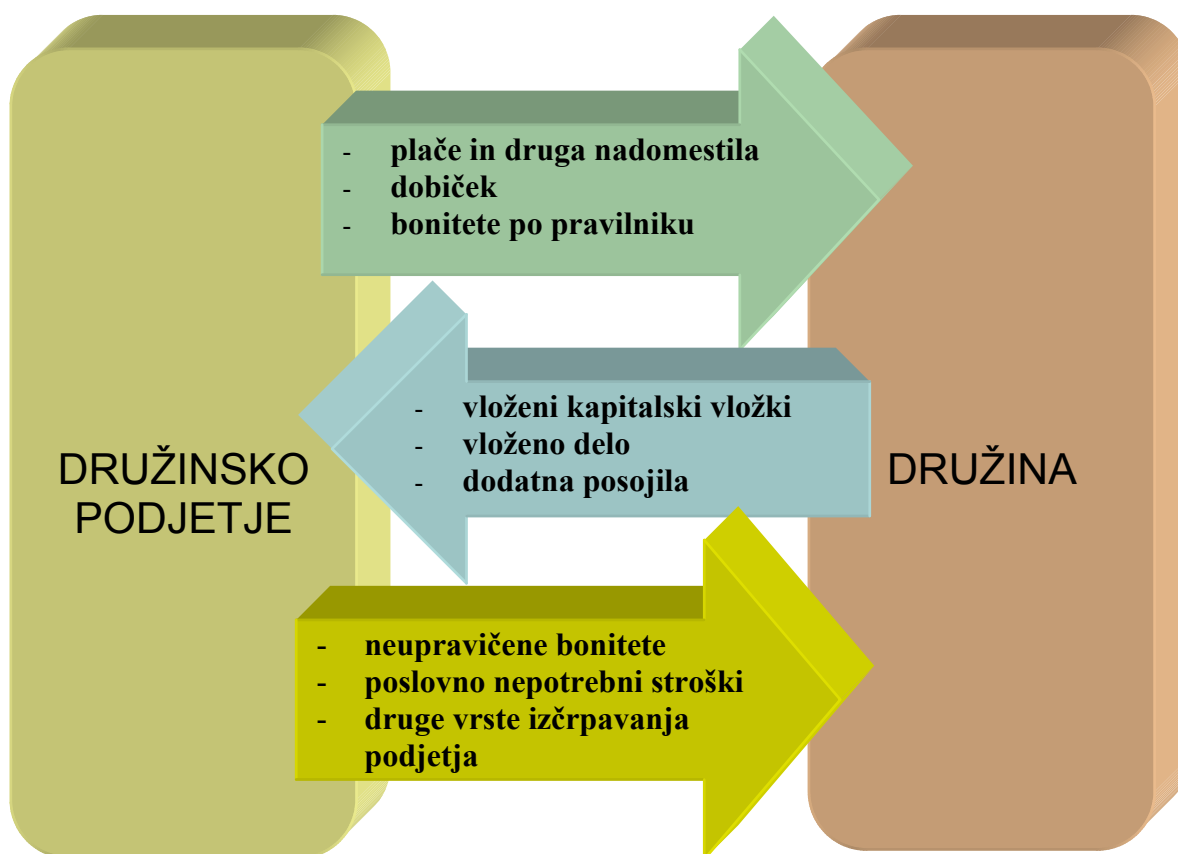 - plače in druga nadomestila
- dobiček
- bonitete po pravilniku
- vloženi kapitalski vložki
- vloženo delo
- dodatna posojila
DRUŽINSKO
PODJETJE
DRUŽINA
- neupravičene bonitete
- poslovno nepotrebni stroški
- druge vrste izčrpavanja
podjetja